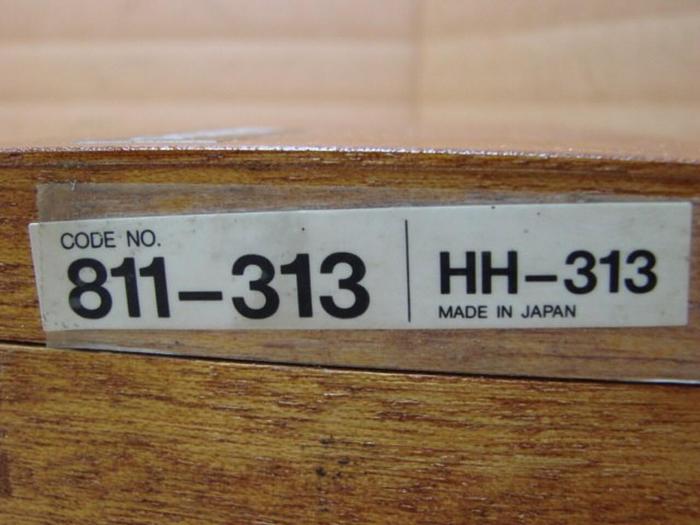 CODE NO.
811-313
HH-313
MADE IN JAPAN